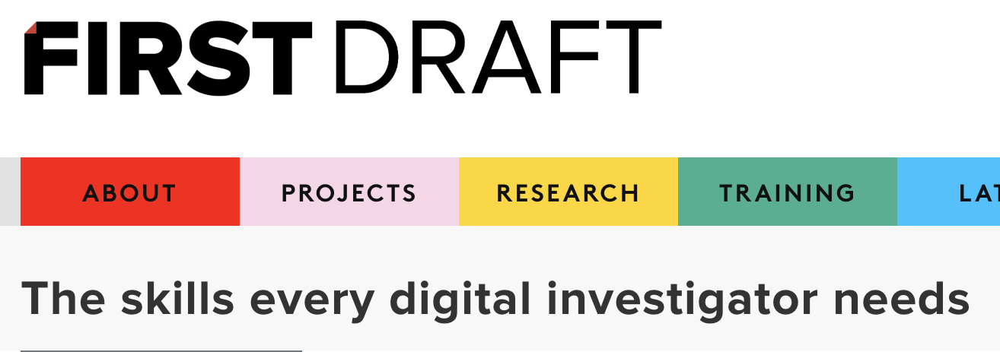 FIRST DRAFT
ABOUT PROJECTS RESEARCH TRAINING
The skills every digital investigator needs